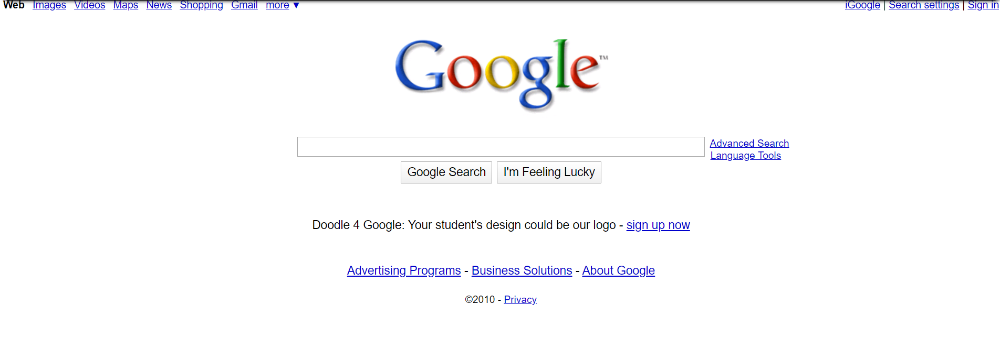 Web Images Videos Maps News Shopping Gmail more ▼
iGoogle | Search settings | Sign in
Google™
Advanced Search
Language Tools
Google Search I'm Feeling Lucky
Doodle 4 Google: Your student's design could be our logo - sign up now
Advertising Programs - Business Solutions - About Google
©2010 - Privacy